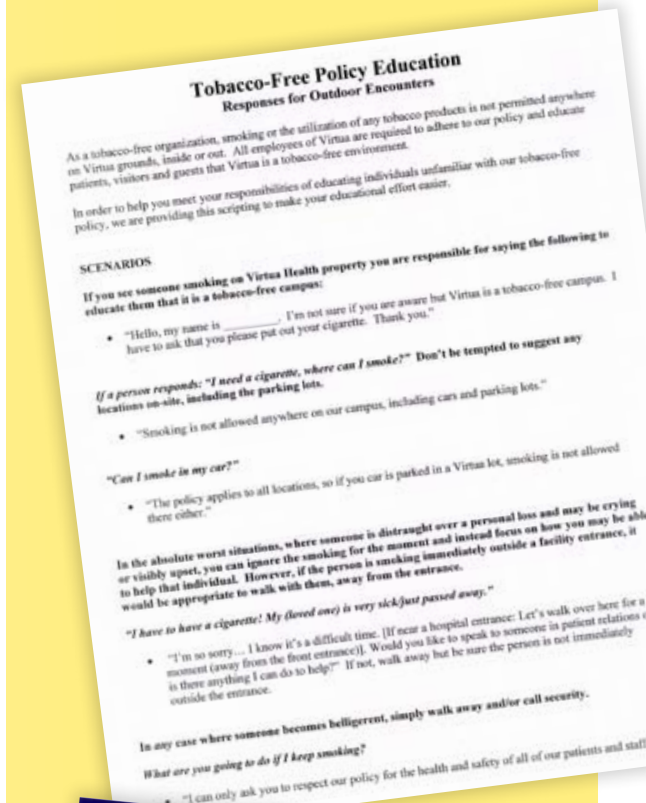 Tobacco-Free Policy Education
Responses for Outdoor Encounters
As a tobacco-free organization, smoking or the utilization of any tobacco products is not permitted anywhere
on Virtua grounds, inside or out. All employees of Virtua are required to adhere to our policy and educate
patients, visitors and guests that Virtua is a tobacco-free environment.
In order to help you meet your responsibilities of educating individuals unfamiliar with our tobacco-free
policy, we are providing this scripting to make your educational effort easier.
SCENARIOS
If you see someone smoking on Virtua Health property you are responsible for saying the following to
educate them that it is a tobacco-free campus:
• “Hello, my name is ________. I'm not sure if you are aware but Virtua is a tobacco-free campus. I
have to ask that you please put out your cigarette. Thank you.”
If a person responds: “I need a cigarette, where can I smoke?” Don't be tempted to suggest any
locations on-site, including the parking lots.
• “Smoking is not allowed anywhere on our campus, including cars and parking lots.”
“Can I smoke in my car?”
• “The policy applies to all locations, so if you car is parked in a Virtua lot, smoking is not allowed
there either.”
In the absolute worst situations, where someone is distraught over a personal loss and may be crying
or visibly upset, you can ignore the smoking for the moment and instead focus on how you may be able
to help that individual. However, if the person is smoking immediately outside a facility entrance, it
would be appropriate to walk with them, away from the entrance.
“I have to have a cigarette! My (loved one) is very sick/just passed away.”
• “I'm so sorry… I know it's a difficult time. [If near a hospital entrance: Let's walk over here for a
moment (away from the front entrance)]. Would you like to speak to someone in patient relations
is there anything I can do to help?” If not, walk away but be sure the person is not immediately
outside the entrance.
In any case where someone becomes belligerent, simply walk away and/or call security.
What are you going to do if I keep smoking?
• “I can only ask you to respect our policy for the health and safety of all of our patients and staff